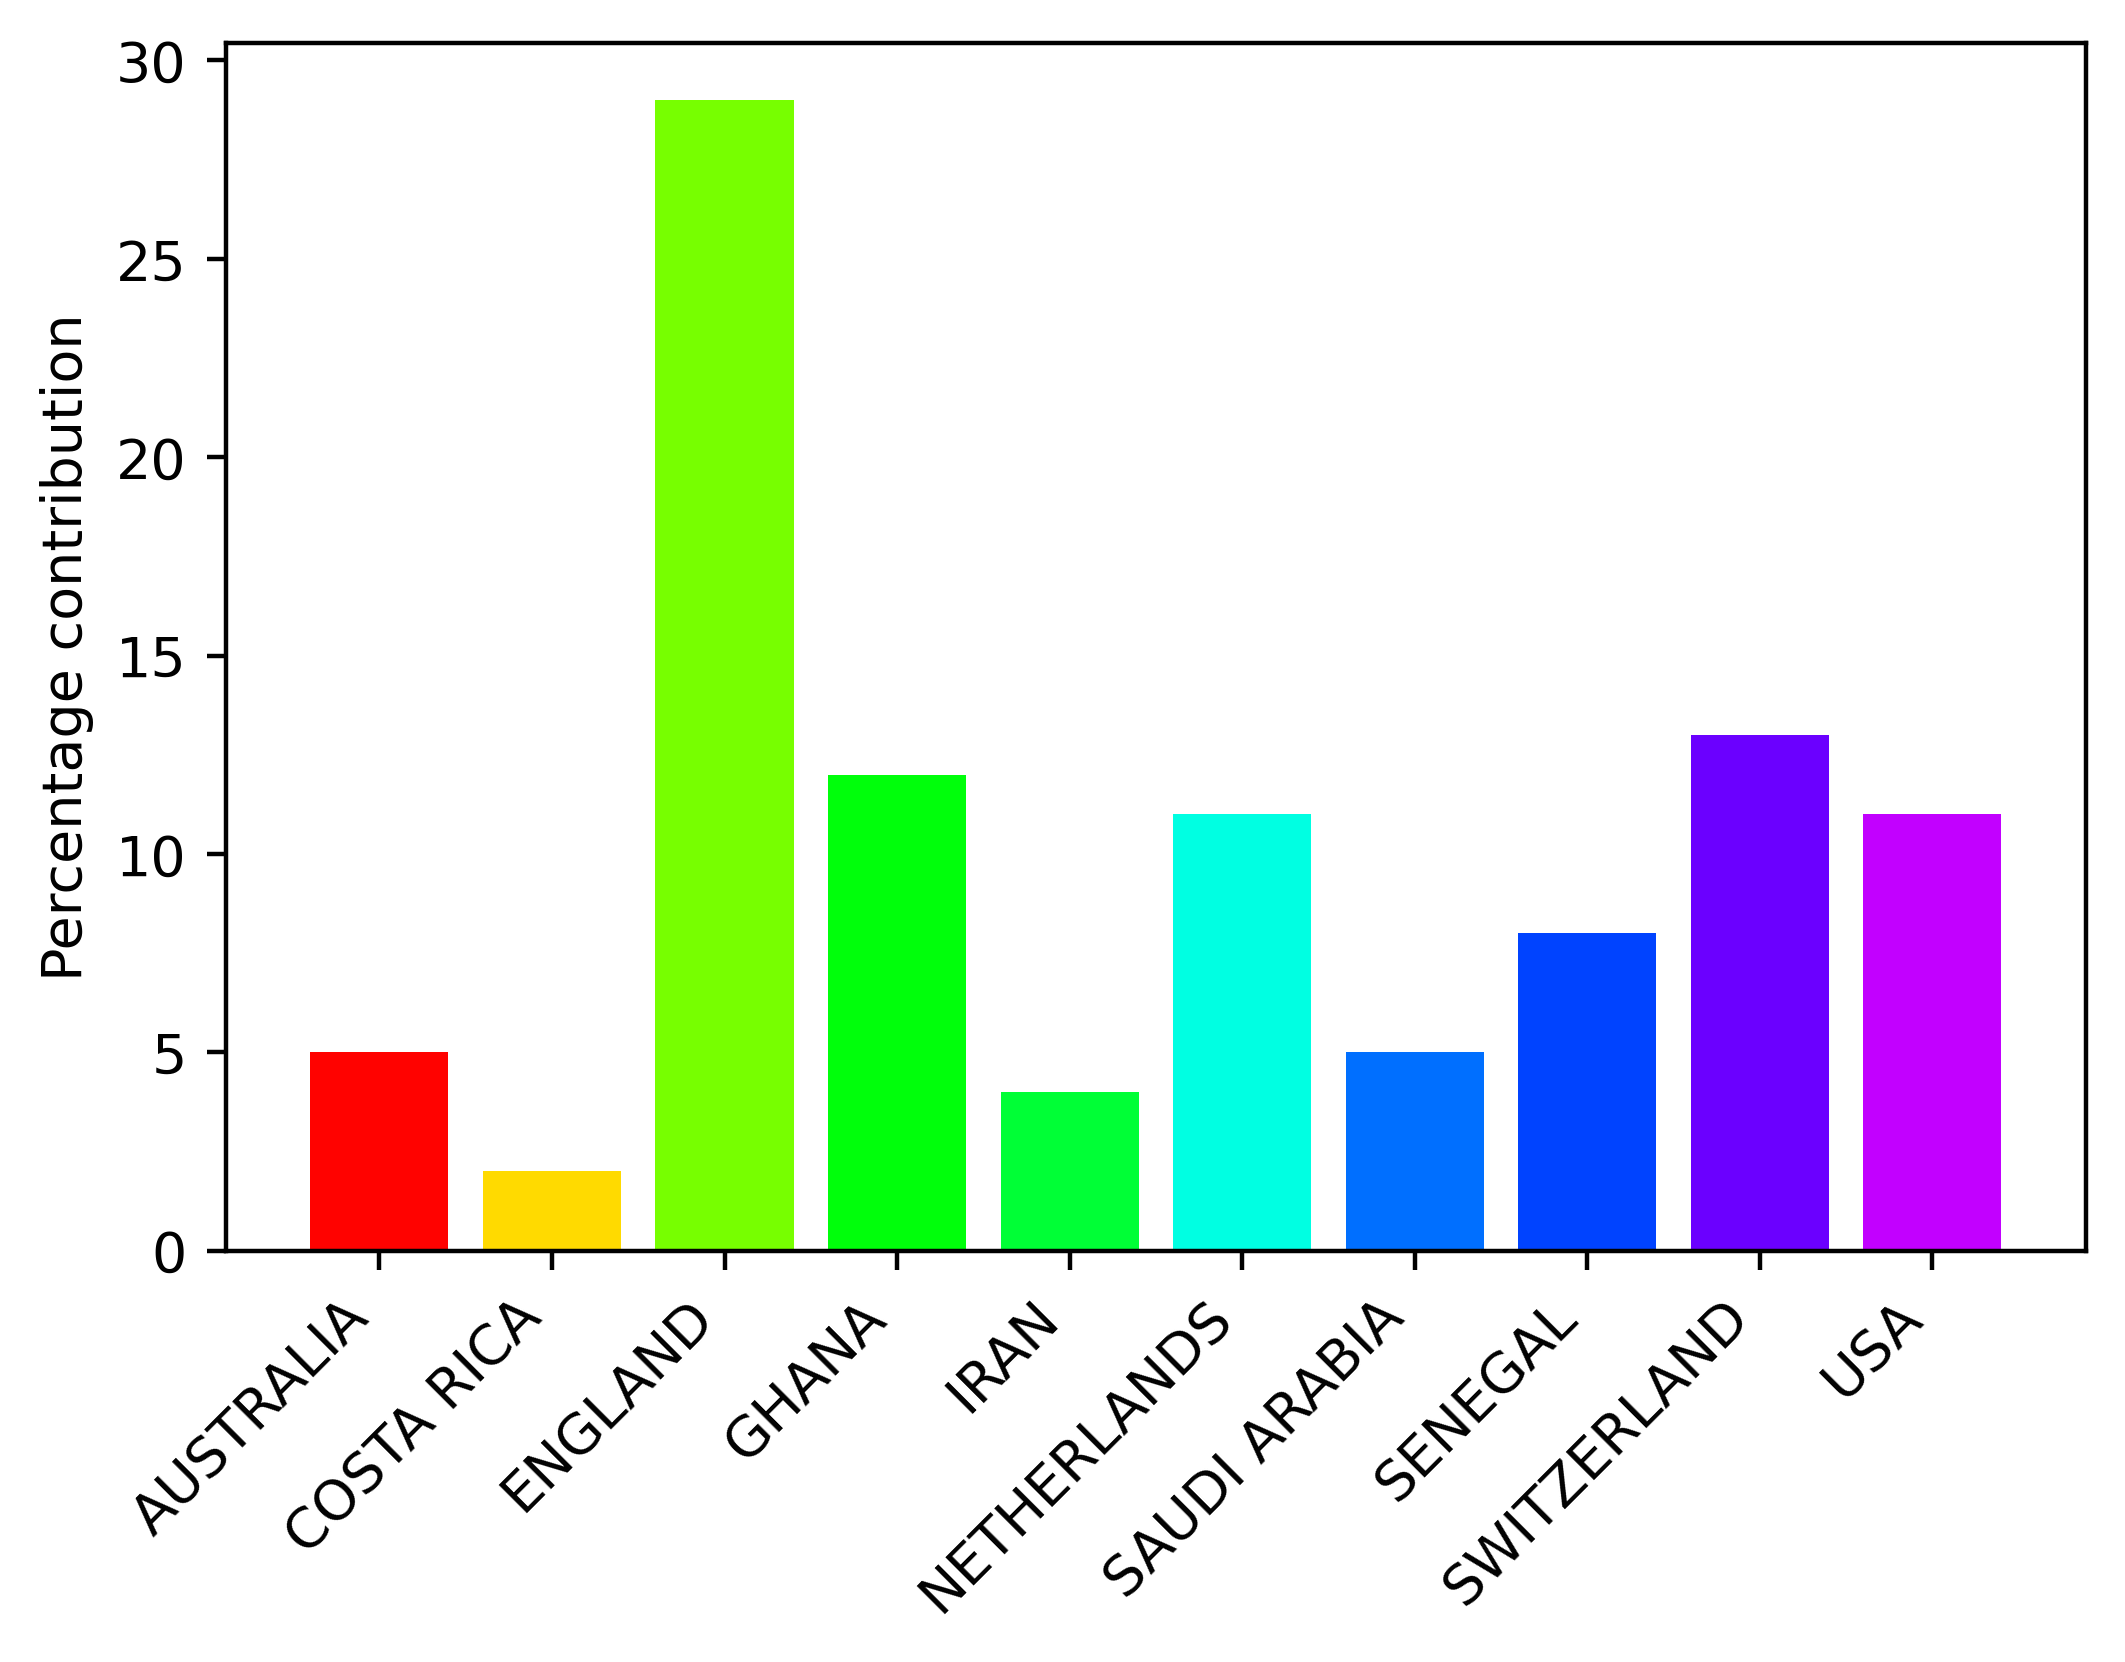 Percentage contribution
30
25
20
15
10
5
0
AUSTRALIA
COSTA RICA
ENGLAND
GHANA
IRAN
NETHERLANDS
SAUDI ARABIA
SENEGAL
SWITZERLAND
USA